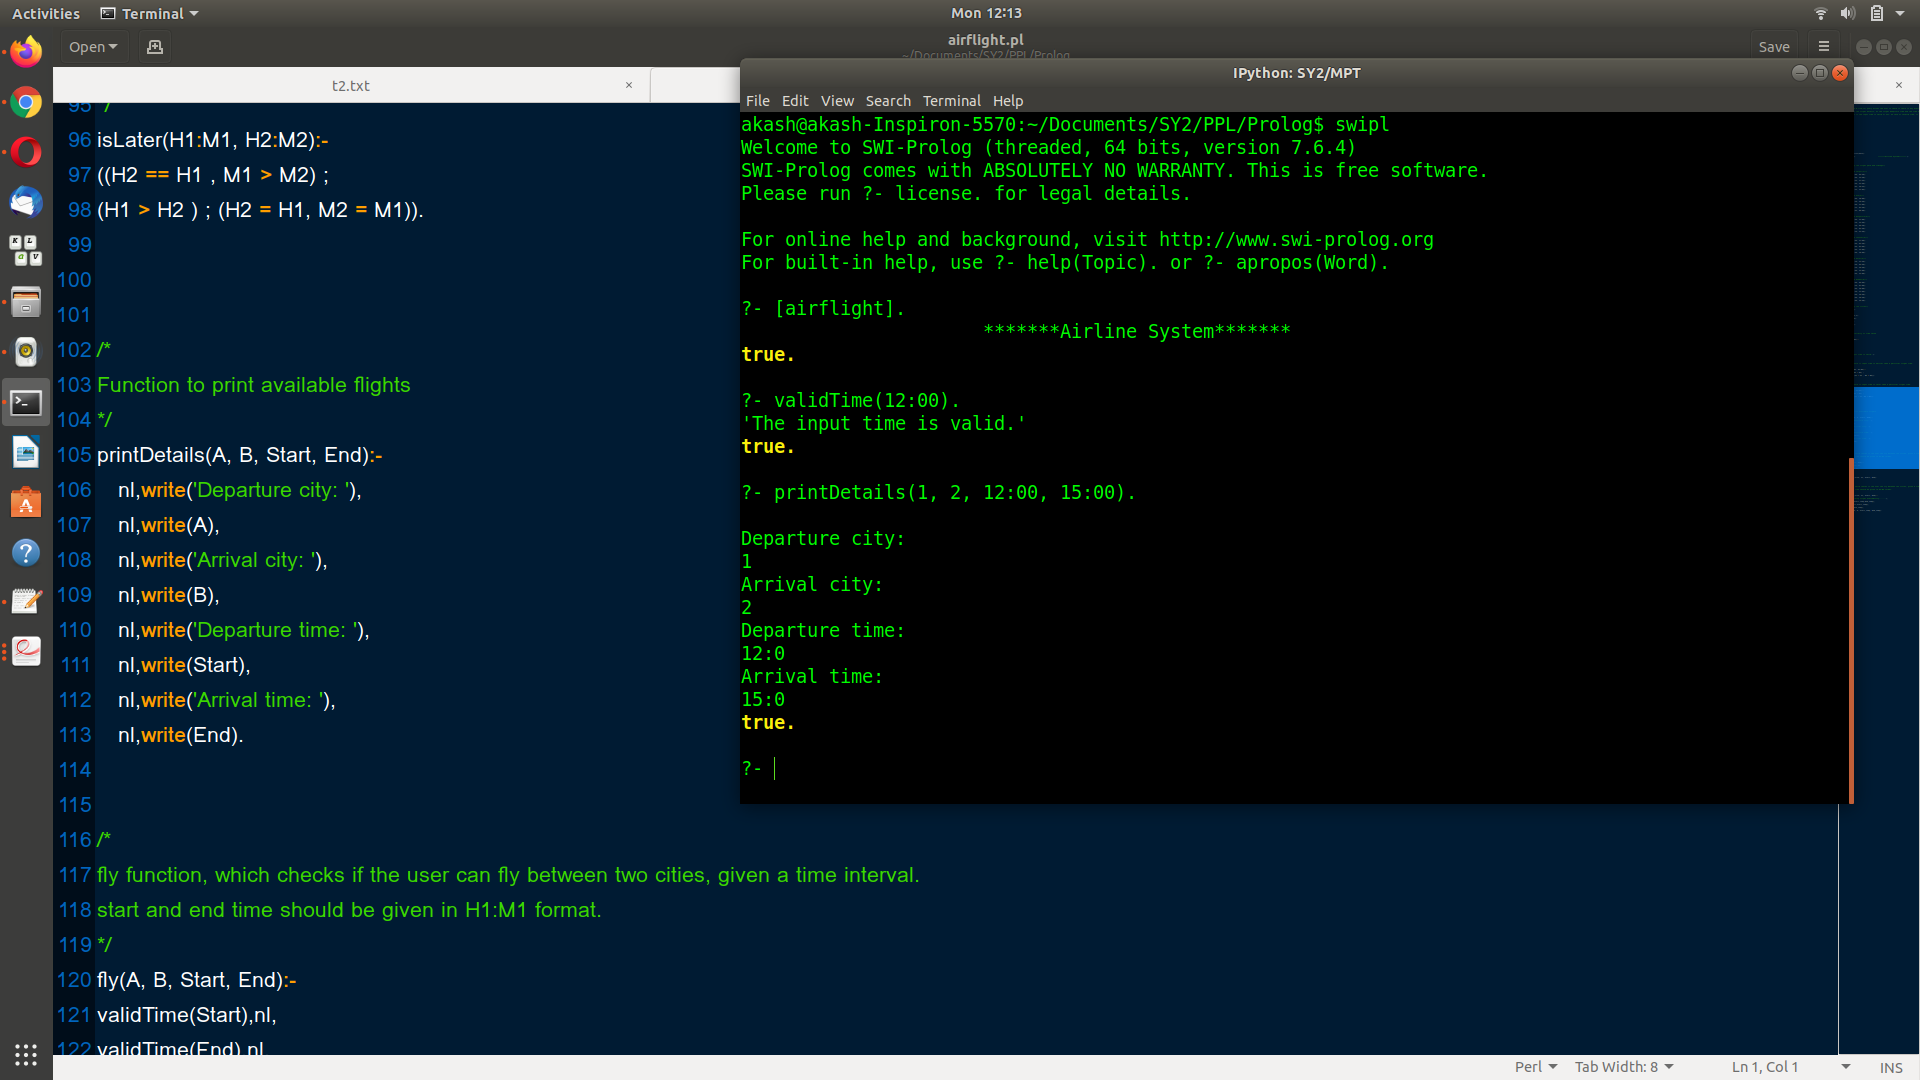 Activities
Terminal
Mon 12:13
Open
airflight.pl
~/Documents/SY2/PPL/Prolog
Save
t2.txt
95 /
96 isLater(H1:M1, H2:M2):-
97 ((H2 == H1 , M1 > M2) ;
98 (H1 > H2 ) ; (H2 = H1, M2 = M1)).
99
100
101
102 /*
103 Function to print available flights
104 */
105 printDetails(A, B, Start, End):-
106 nl,write('Departure city: '),
107 nl,write(A),
108 nl,write('Arrival city: '),
109 nl,write(B),
110 nl,write('Departure time: '),
111 nl,write(Start),
112 nl,write('Arrival time: '),
113 nl,write(End).
114
115
116 /*
117 fly function, which checks if the user can fly between two cities, given a time interval.
118 start and end time should be given in H1:M1 format.
119 */
120 fly(A, B, Start, End):-
121 validTime(Start),nl,
122 validTime(End),nl
IPython: SY2/MPT
File Edit View Search Terminal Help
akash@akash-Inspiron-5570:~/Documents/SY2/PPL/Prolog$ swipl
Welcome to SWI-Prolog (threaded, 64 bits, version 7.6.4)
SWI-Prolog comes with ABSOLUTELY NO WARRANTY. This is free software.
Please run ?- license. for legal details.
For online help and background, visit http://www.swi-prolog.org
For built-in help, use ?- help(Topic). or ?- apropos(Word).
?- [airflight].
*******Airline System*******
true.
?- validTime(12:00).
'The input time is valid.'
true.
?- printDetails(1, 2, 12:00, 15:00).
Departure city:
1
Arrival city:
2
Departure time:
12:0
Arrival time:
15:0
true.
?-
Perl
Tab Width: 8
Ln 1, Col 1
INS